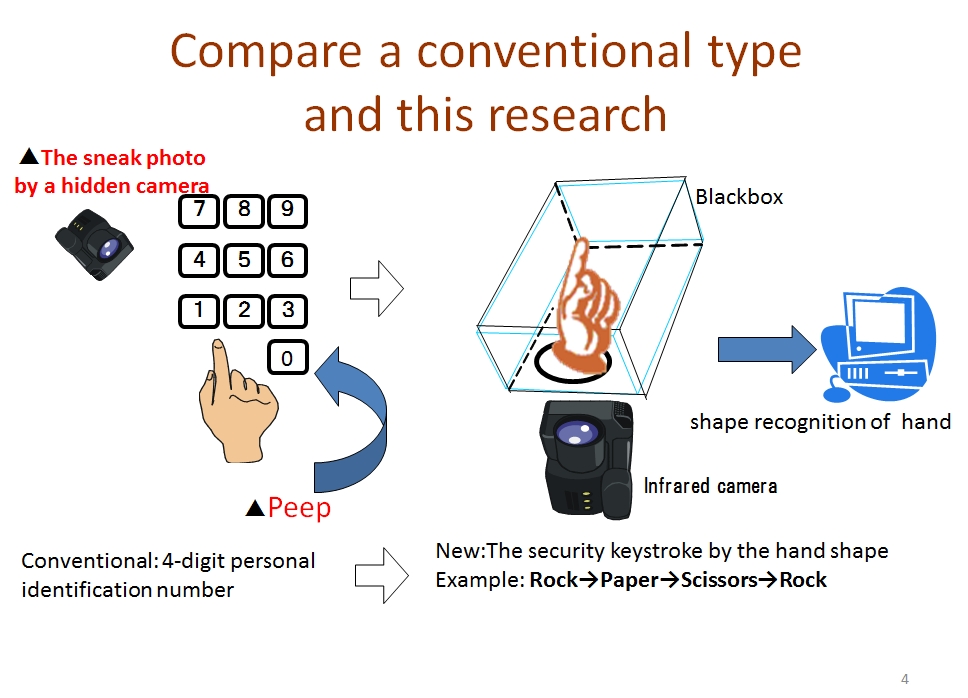 Compare a conventional type
and this research
▲The sneak photo
by a hidden camera
7 8 9
4 5 6
1 2 3
0
▲Peep
Blackbox
shape recognition of hand
Infrared camera
Conventional: 4-digit personal
identification number
New:The security keystroke by the hand shape
Example: Rock→Paper→Scissors→Rock
4